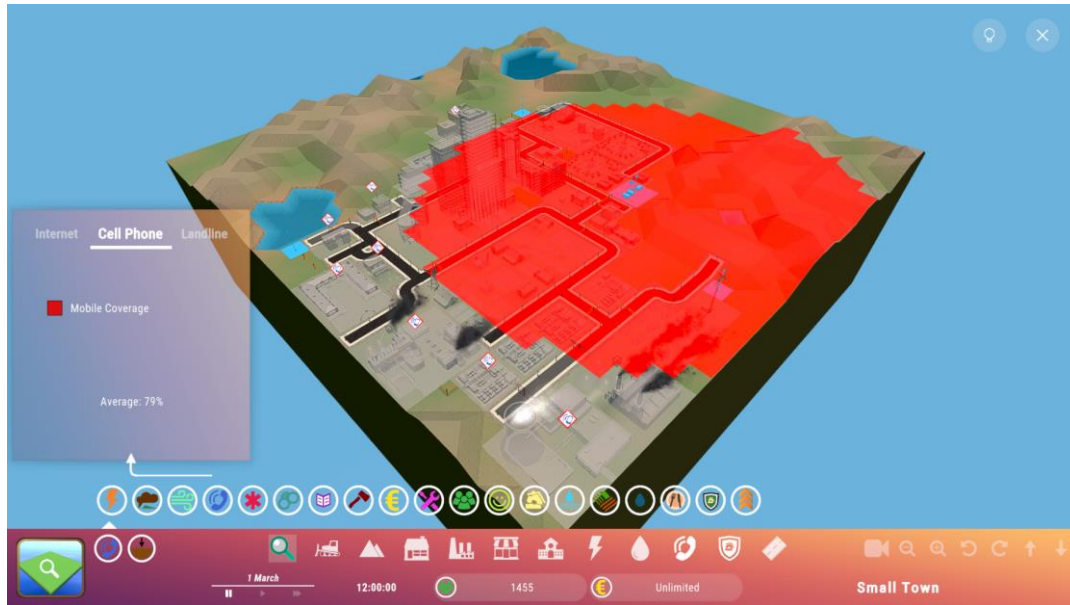 Internet Cell Phone Landline
Mobile Coverage
Average: 79%
1 March
12:00:00
1455
Unlimited
Small Town